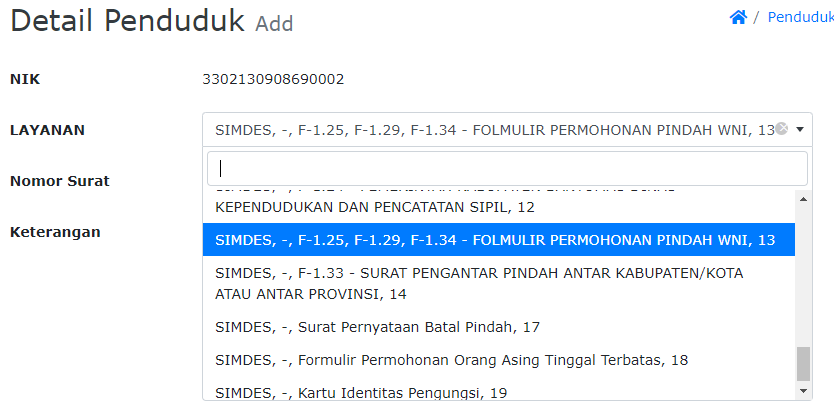 Detail Penduduk Add
/ Penduduk
NIK
3302130908690002
LAYANAN
SIMDES, -, F-1.25, F-1.29, F-1.34 - FOLMULIR PERMOHONAN PINDAH WNI, 13
Nomor Surat
KEPENDUDUKAN DAN PENCATATAN SIPIL, 12
Keterangan
SIMDES, -, F-1.25, F-1.29, F-1.34 - FOLMULIR PERMOHONAN PINDAH WNI, 13
SIMDES, -, F-1.33 - SURAT PENGANTAR PINDAH ANTAR KABUPATEN/KOTA
ATAU ANTAR PROVINSI, 14
SIMDES, -, Surat Pernyataan Batal Pindah, 17
SIMDES, -, Formulir Permohonan Orang Asing Tinggal Terbatas, 18
SIMDES, -, Kartu Identitas Pengungsi, 19